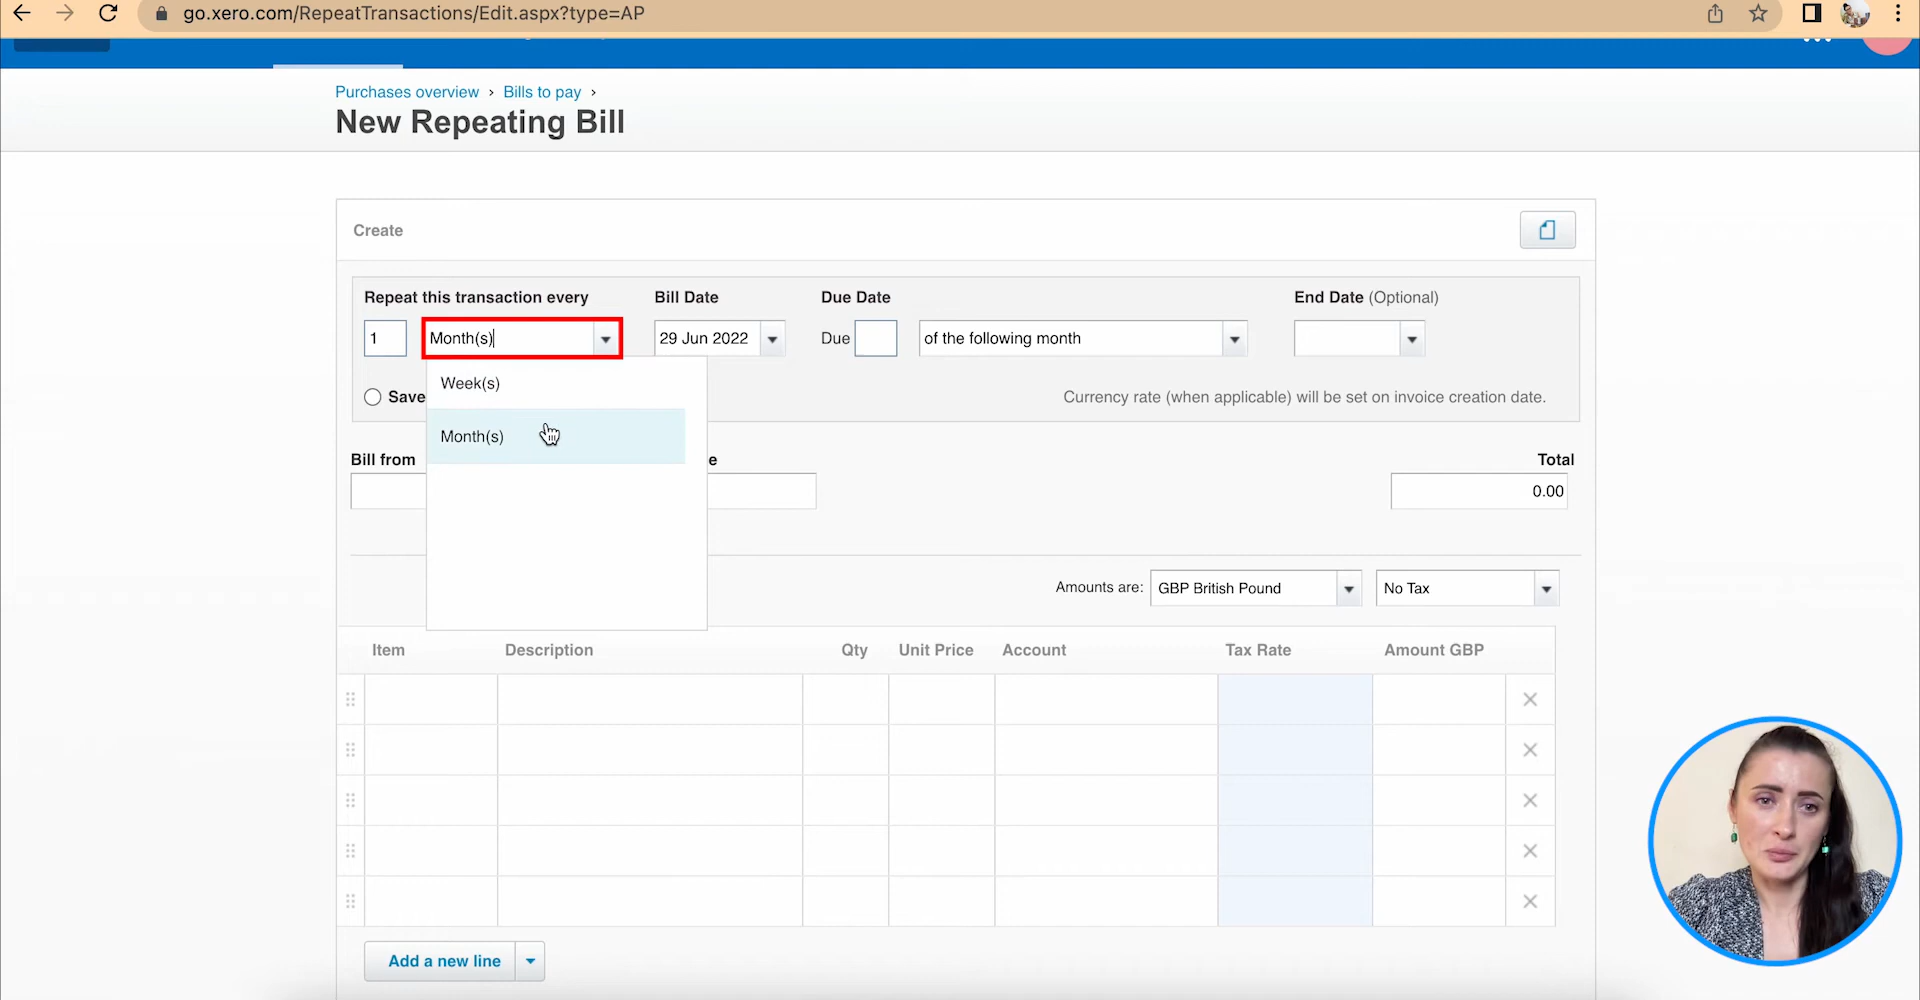 go.xero.com/RepeatTransactions/Edit.aspx?type=AP
Purchases overview › Bills to pay ›
New Repeating Bill
Create
Repeat this transaction every
Bill Date
Due Date
End Date (Optional)
1
Month(s)
29 Jun 2022
Due
of the following month
Week(s)
Save
Currency rate (when applicable) will be set on invoice creation date.
Month(s)
Bill from
e
Total
0.00
Amounts are:
GBP British Pound
No Tax
Item
Description
Qty
Unit Price
Account
Tax Rate
Amount GBP
Add a new line